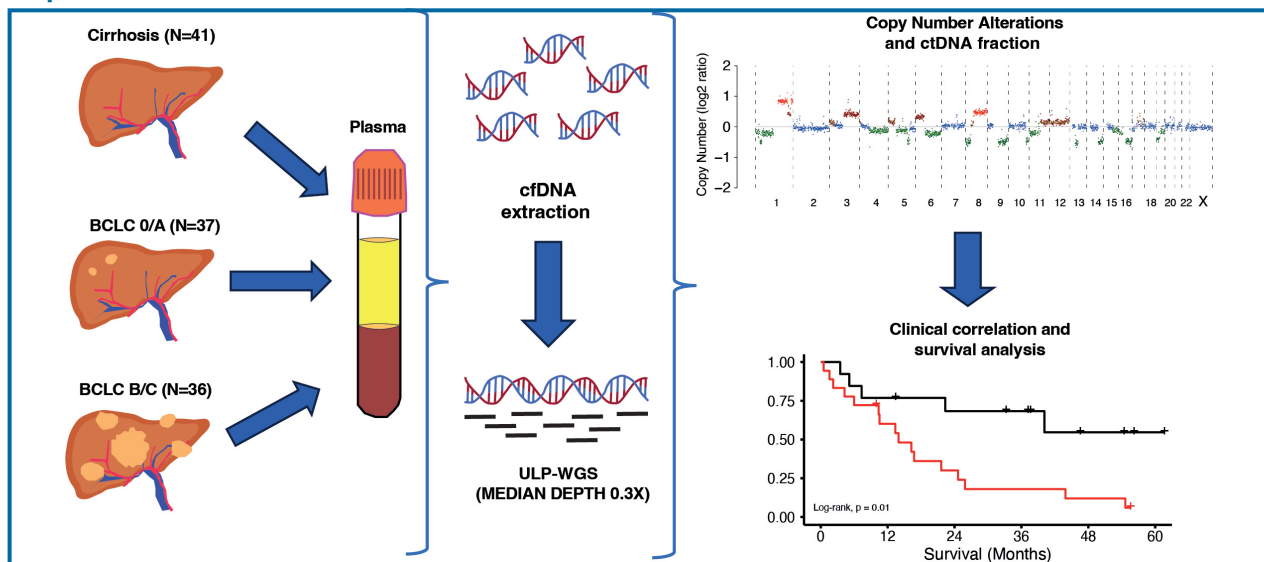 Cirrhosis (N=41)
BCLC 0/A (N=37)
BCLC B/C (N=36)
Plasma
cfDNA
extraction
ULP-WGS
(MEDIAN DEPTH 0.3X)
Copy Number Alterations
and ctDNA fraction
Copy Number (log2 ratio)
2
1
0
−1
−2
1 2 3 4 5 6 7 8 9 10 11 12 13 14 15 16 18 20 22 X
Clinical correlation and
survival analysis
1.00
0.75
0.50
0.25
0.00
Log-rank, p = 0.01
0 12 24 36 48 60
Survival (Months)